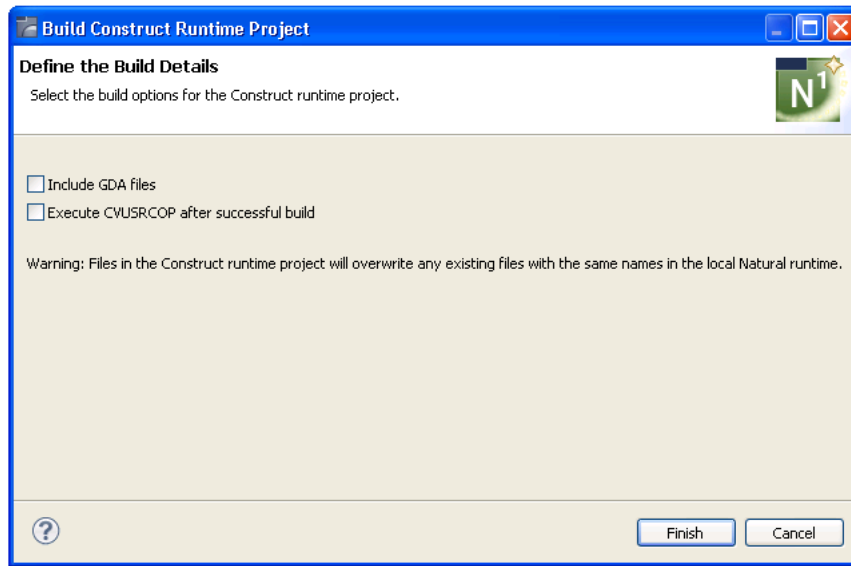 Build Construct Runtime Project
Define the Build Details
Select the build options for the Construct runtime project.
N1
Include GDA files
Execute CVUSRCOP after successful build
Warning: Files in the Construct runtime project will overwrite any existing files with the same names in the local Natural runtime.
?
Finish
Cancel